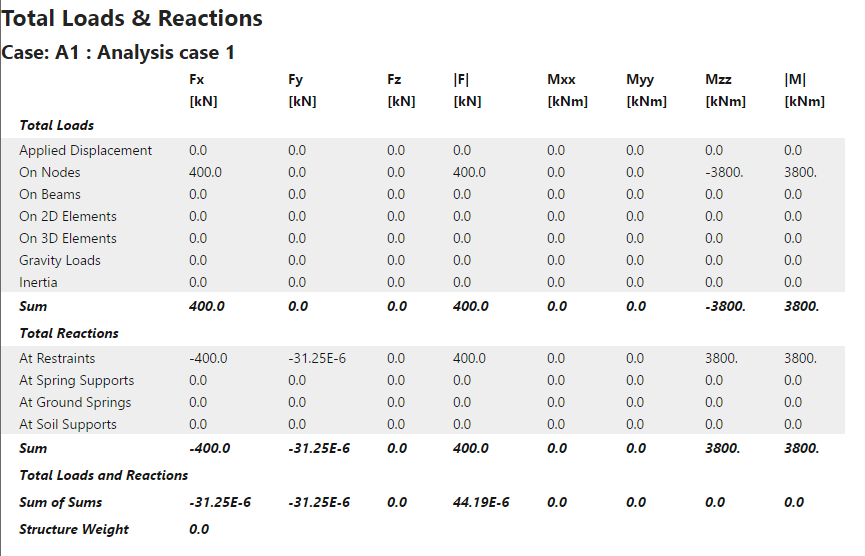 Total Loads & Reactions
Case: A1 : Analysis case 1
Fx Fy Fz |F| Mxx Myy Mzz |M|
[kN] [kN] [kN] [kN] [kNm] [kNm] [kNm] [kNm]
Total Loads
Applied Displacement 0.0 0.0 0.0 0.0 0.0 0.0 0.0 0.0
On Nodes 400.0 0.0 0.0 400.0 0.0 0.0 -3800. 3800.
On Beams 0.0 0.0 0.0 0.0 0.0 0.0 0.0 0.0
On 2D Elements 0.0 0.0 0.0 0.0 0.0 0.0 0.0 0.0
On 3D Elements 0.0 0.0 0.0 0.0 0.0 0.0 0.0 0.0
Gravity Loads 0.0 0.0 0.0 0.0 0.0 0.0 0.0 0.0
Inertia 0.0 0.0 0.0 0.0 0.0 0.0 0.0 0.0
Sum 400.0 0.0 0.0 400.0 0.0 0.0 -3800. 3800.
Total Reactions
At Restraints -400.0 -31.25E-6 0.0 400.0 0.0 0.0 3800. 3800.
At Spring Supports 0.0 0.0 0.0 0.0 0.0 0.0 0.0 0.0
At Ground Springs 0.0 0.0 0.0 0.0 0.0 0.0 0.0 0.0
At Soil Supports 0.0 0.0 0.0 0.0 0.0 0.0 0.0 0.0
Sum -400.0 -31.25E-6 0.0 400.0 0.0 0.0 3800. 3800.
Total Loads and Reactions
Sum of Sums -31.25E-6 -31.25E-6 0.0 44.19E-6 0.0 0.0 0.0 0.0
Structure Weight 0.0